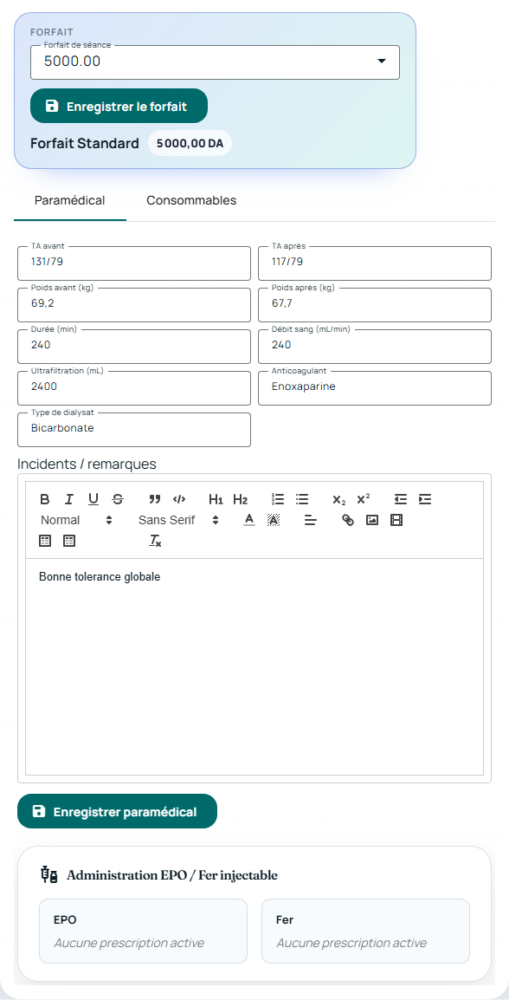 FORFAIT
Forfait de séance
5000.00
Enregistrer le forfait
Forfait Standard 5 000,00 DA
Paramédical Consommables
TA avant TA après
131/79 117/79
Poids avant (kg) Poids après (kg)
69,2 67,7
Durée (min) Débit sang (mL/min)
240 240
Ultrafiltration (mL) Anticoagulant
2400 Enoxaparine
Type de dialysat
Bicarbonate
Incidents / remarques
B I U S H1 H2 x₂ x²
Normal Sans Serif A A
Tx
Bonne tolerance globale
Enregistrer paramédical
Administration EPO / Fer injectable
EPO Fer
Aucune prescription active Aucune prescription active